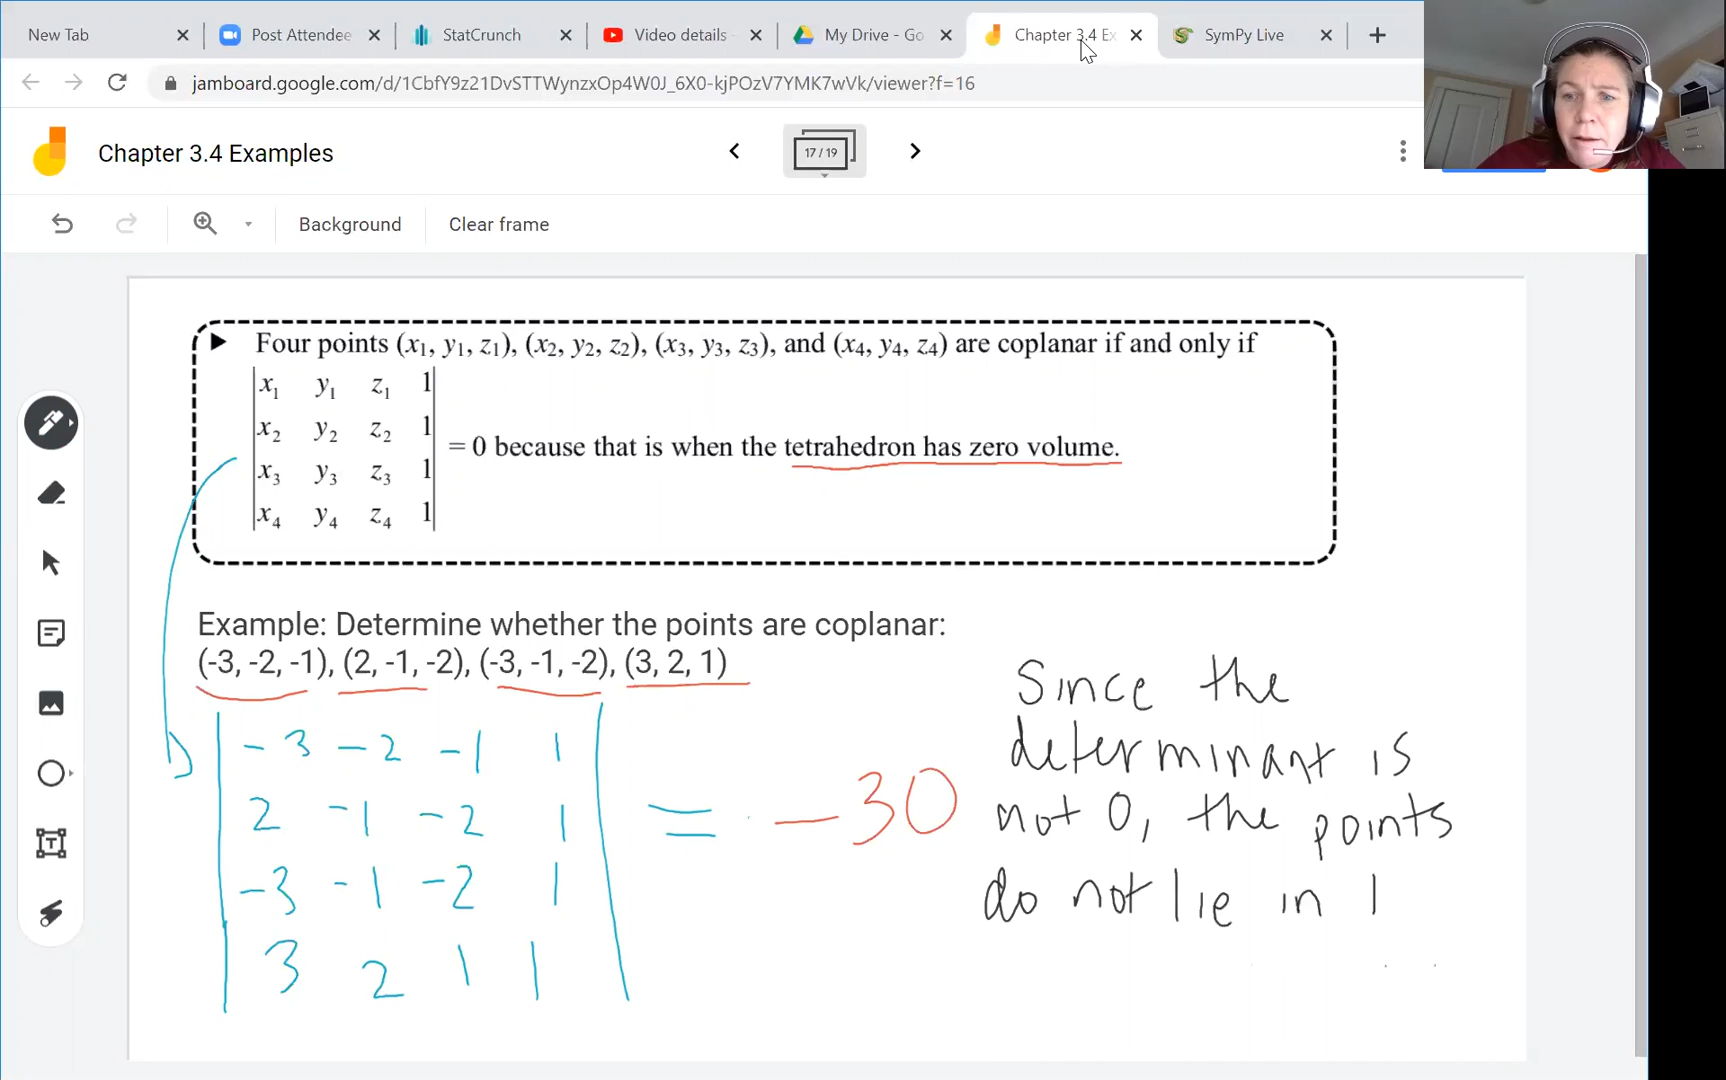 New Tab
Post Attendee
StatCrunch
Video details -
My Drive - Go
Chapter 3.4 Ex
SymPy Live
jamboard.google.com/d/1CbfY9z21DvSTTWynzxOp4W0J_6X0-kjPOzV7YMK7wVk/viewer?f=16
Chapter 3.4 Examples
17 / 19
Background
Clear frame
Four points (x₁, y₁, z₁), (x₂, y₂, z₂), (x₃, y₃, z₃), and (x₄, y₄, z₄) are coplanar if and only if
x₁ y₁ z₁ 1
x₂ y₂ z₂ 1
= 0 because that is when the tetrahedron has zero volume.
x₃ y₃ z₃ 1
x₄ y₄ z₄ 1
Example: Determine whether the points are coplanar:
(-3, -2, -1), (2, -1, -2), (-3, -1, -2), (3, 2, 1)
-3 -2 -1 1
2 -1 -2 1
-3 -1 -2 1
3 2 1 1
= -30
Since the
determinant is
not 0, the points
do not lie in 1